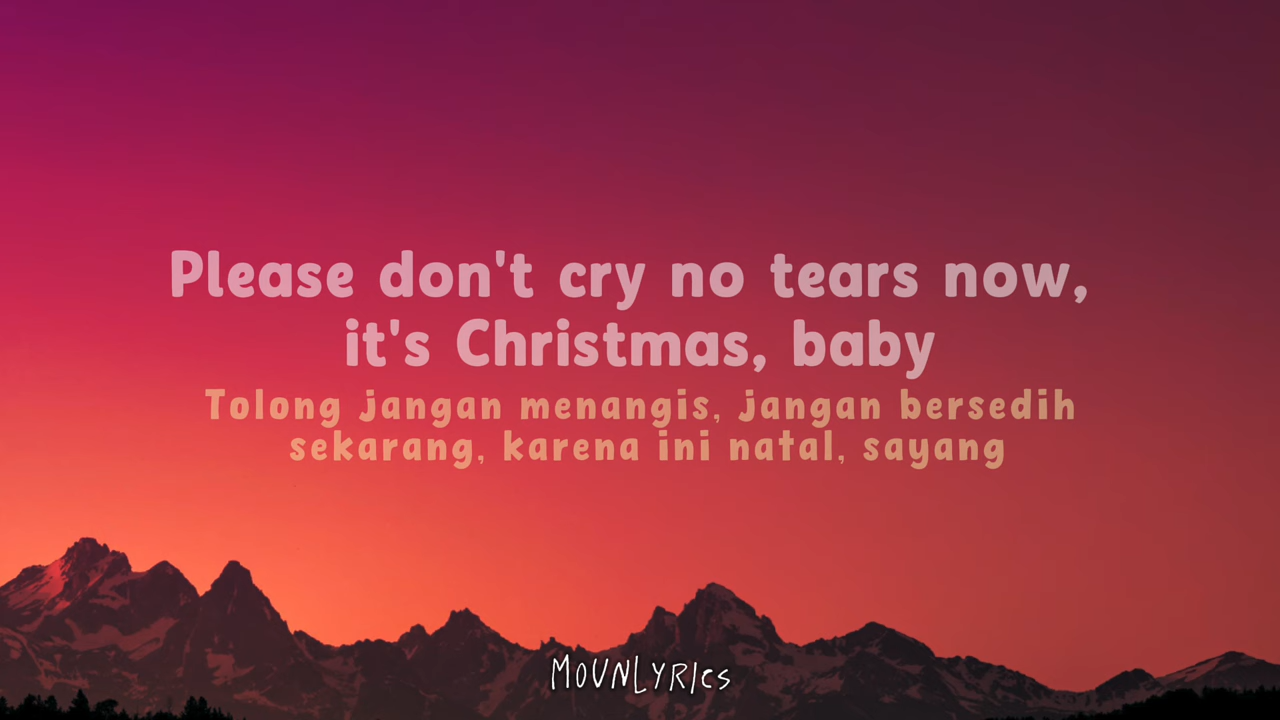 Please don't cry no tears now,
it's Christmas, baby
Tolong jangan menangis, jangan bersedih
sekarang, karena ini natal, sayang
MOUNLYRIcs